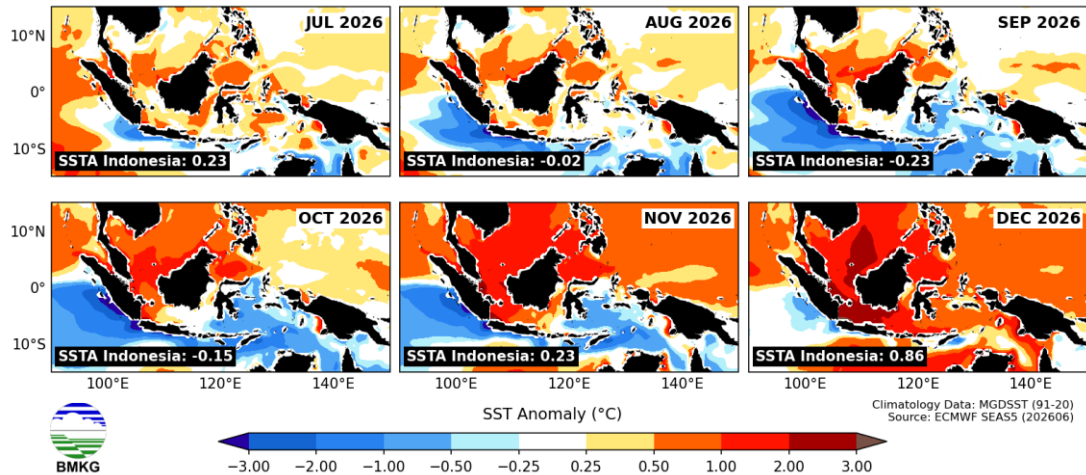 JUL 2026
AUG 2026
SEP 2026
15°N
0°
10°S
SSTA Indonesia: 0.23
SSTA Indonesia: -0.02
SSTA Indonesia: -0.23
OCT 2026
NOV 2026
DEC 2026
10°N
0°
10°S
SSTA Indonesia: -0.15
SSTA Indonesia: 0.23
SSTA Indonesia: 0.86
100°E 120°E 140°E 100°E 120°E 140°E 100°E 120°E 140°E
SST Anomaly (°C)
Climatology Data: MGDSST (91-20)
Source: ECMWF SEAS5 (202606)
BMKG
−3.00 −2.00 −1.00 −0.50 −0.25 0.25 0.50 1.00 2.00 3.00